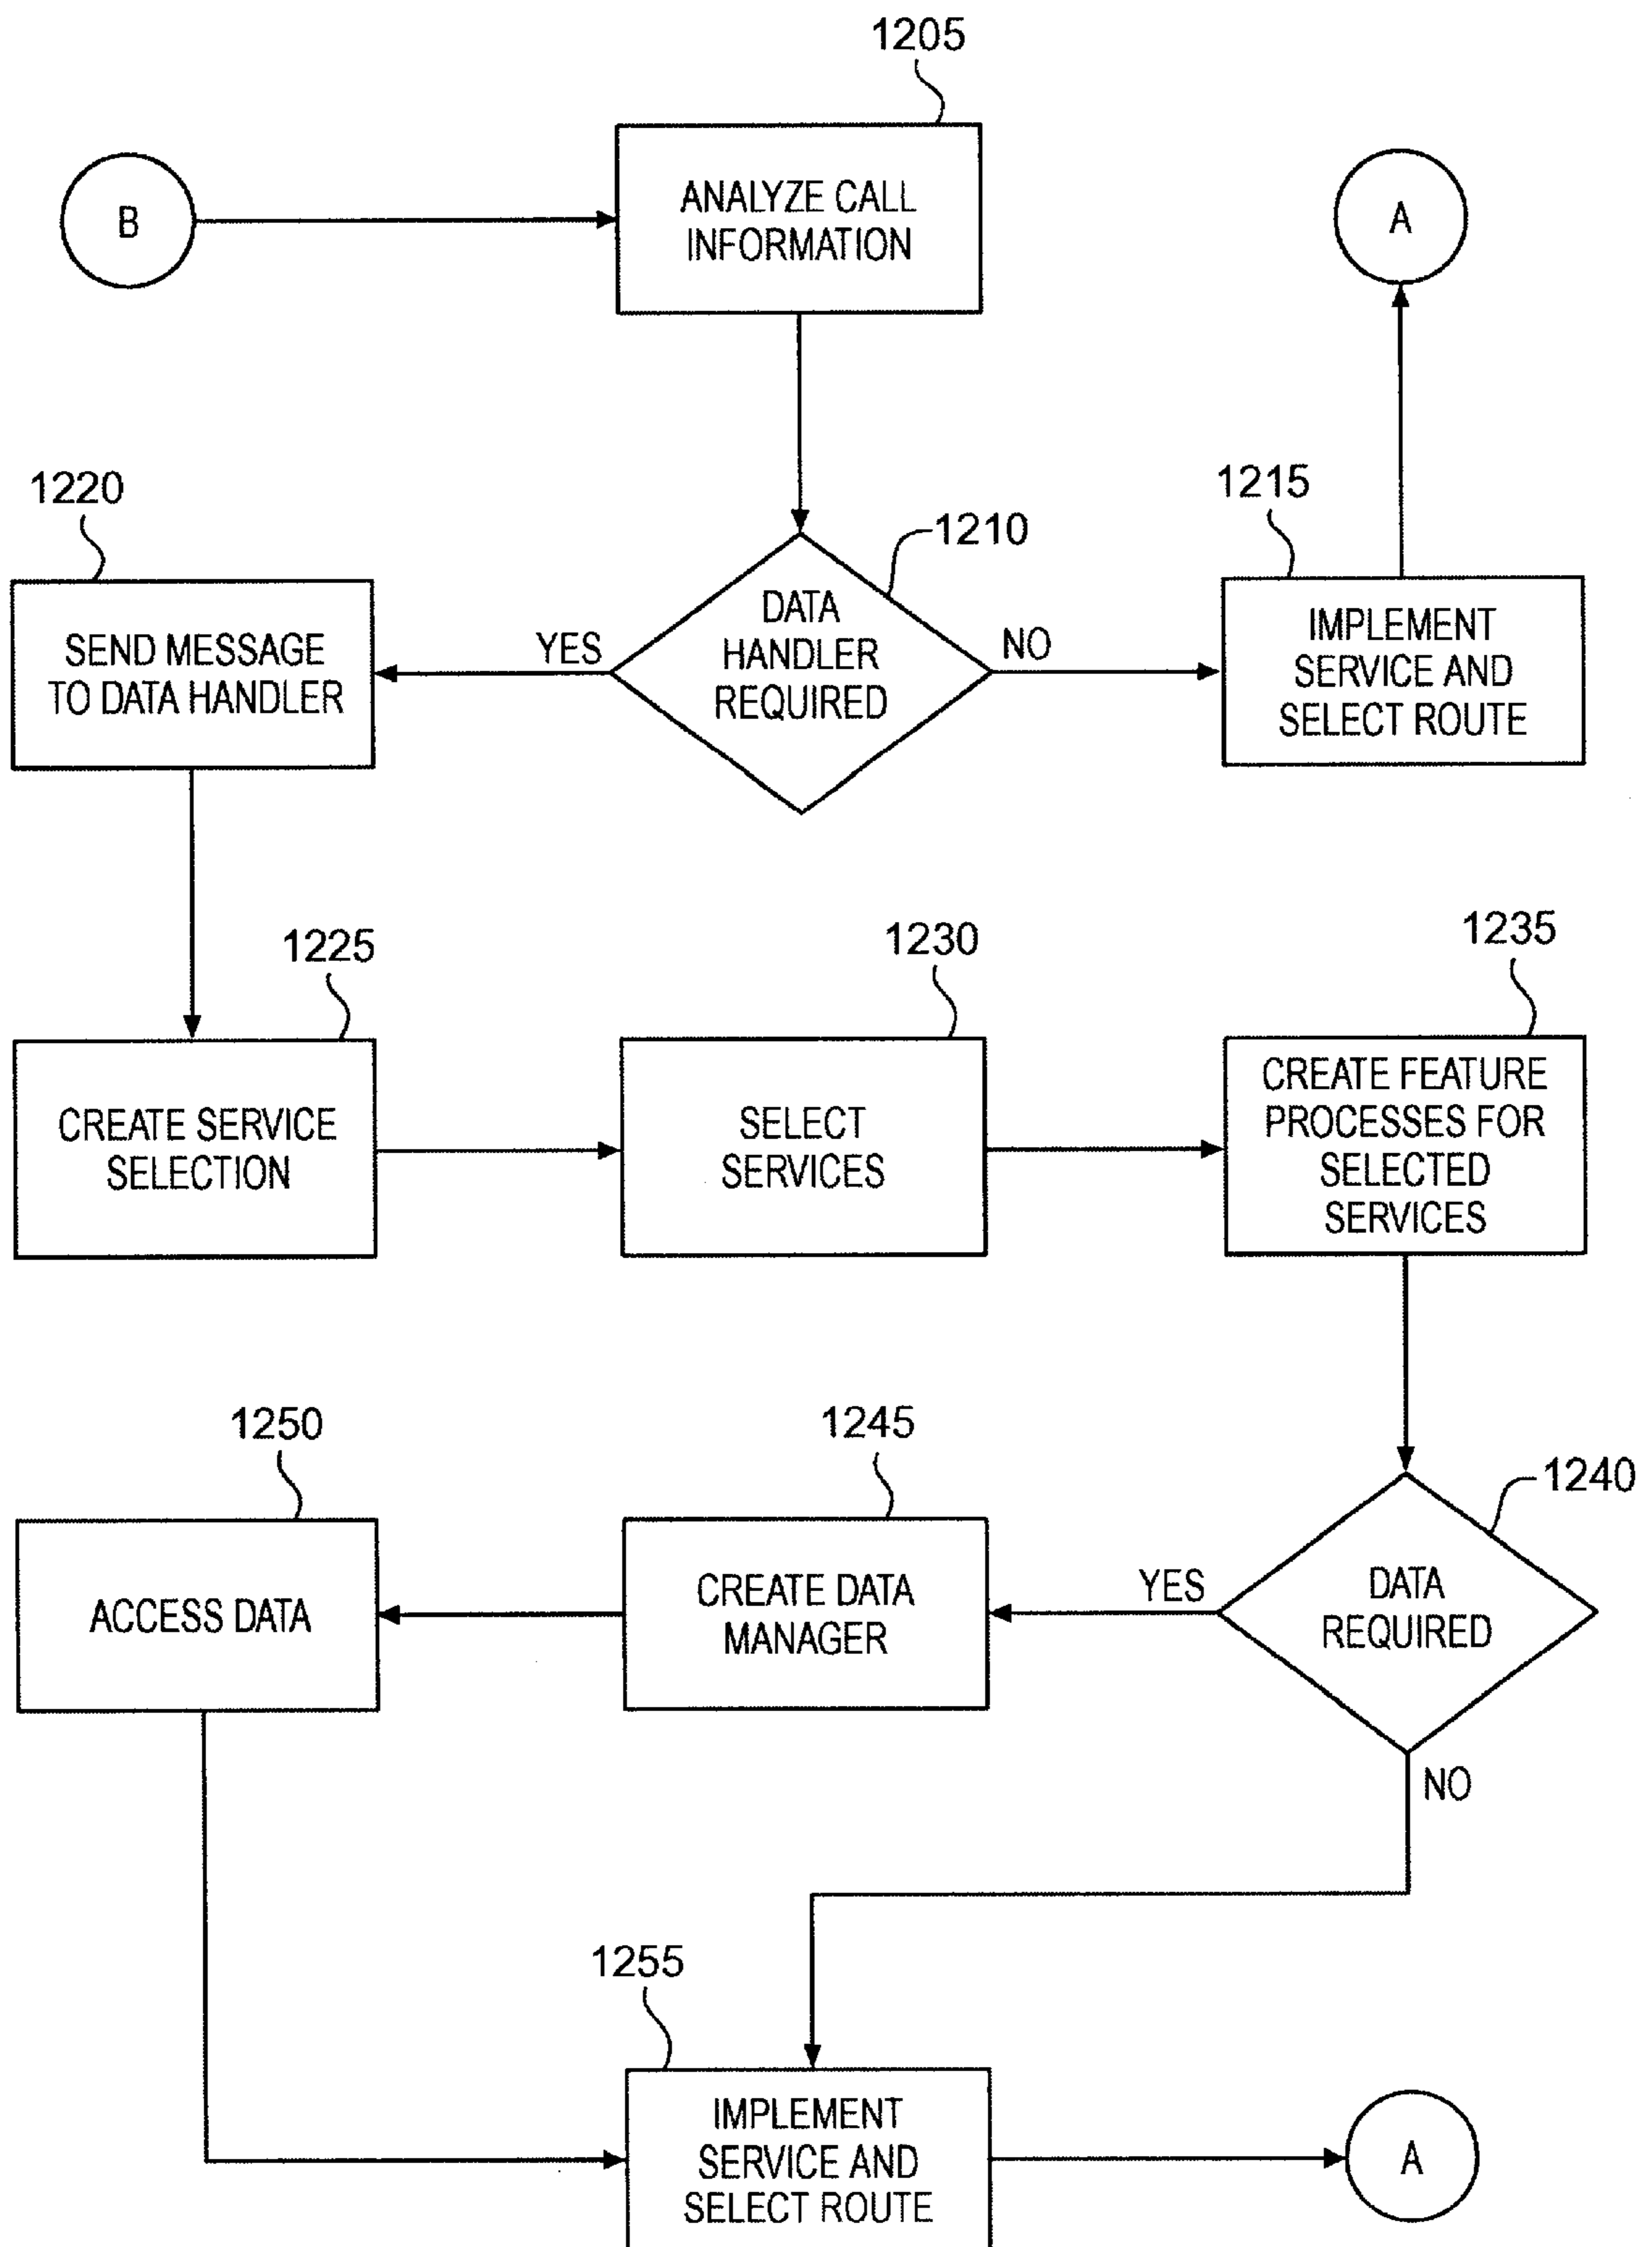 1205
B
ANALYZE CALL
INFORMATION
A
1220
1210
1215
SEND MESSAGE
TO DATA HANDLER
YES
DATA
HANDLER
REQUIRED
NO
IMPLEMENT
SERVICE AND
SELECT ROUTE
1225
1230
1235
CREATE SERVICE
SELECTION
SELECT
SERVICES
CREATE FEATURE
PROCESSES FOR
SELECTED
SERVICES
1250
1245
1240
ACCESS DATA
CREATE DATA
MANAGER
YES
DATA
REQUIRED
NO
1255
IMPLEMENT
SERVICE AND
SELECT ROUTE
A